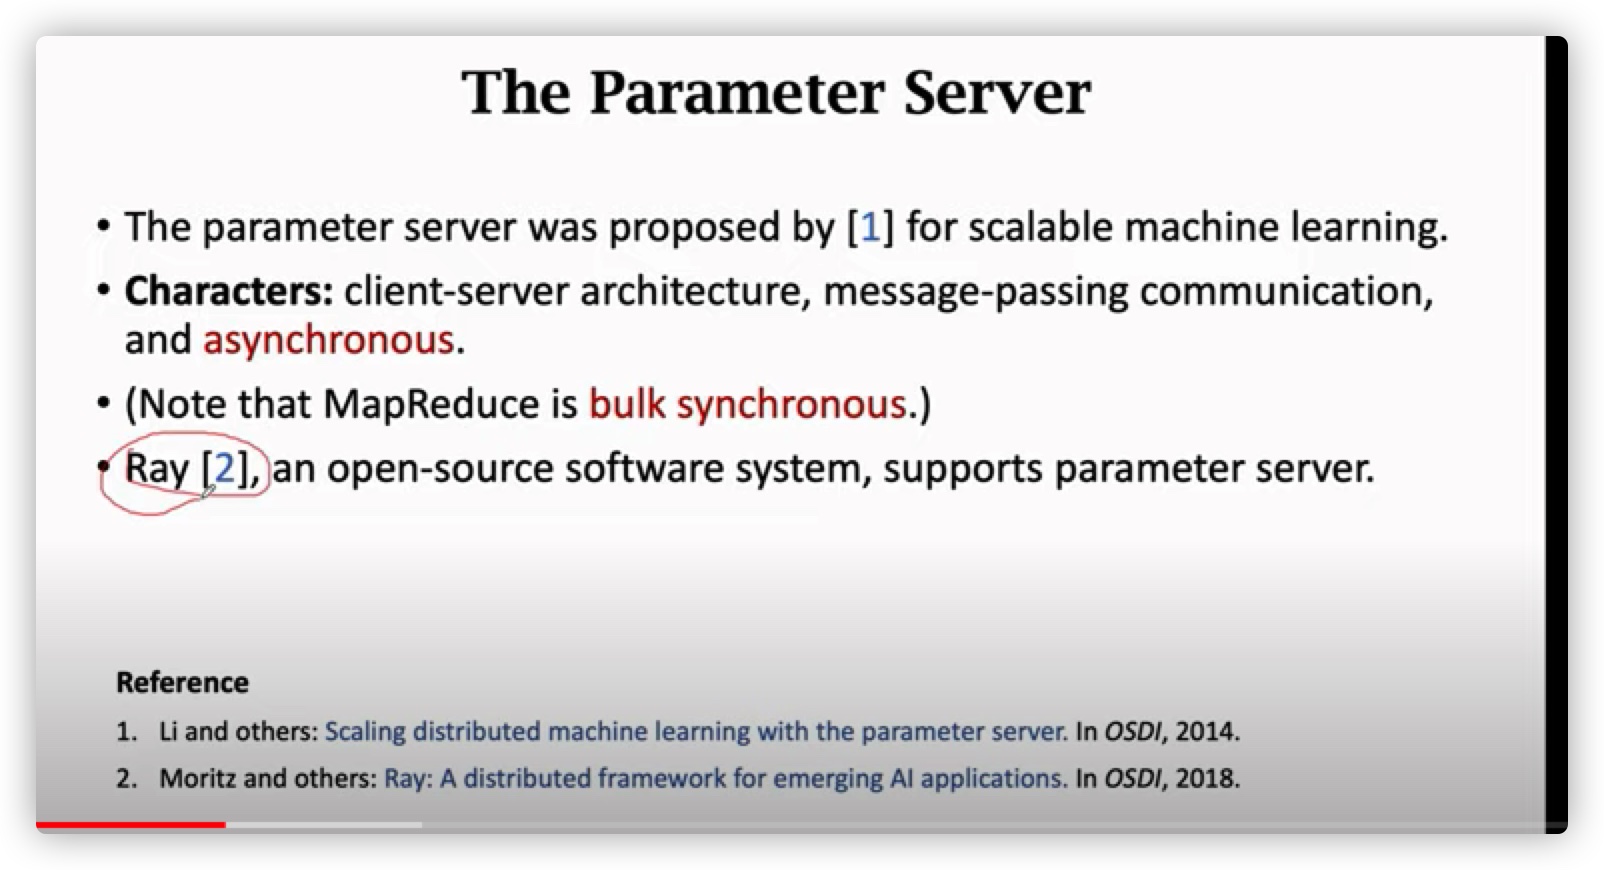 The Parameter Server
• The parameter server was proposed by [1] for scalable machine learning.
• Characters: client-server architecture, message-passing communication,
and asynchronous.
• (Note that MapReduce is bulk synchronous.)
• Ray [2], an open-source software system, supports parameter server.
Reference
1. Li and others: Scaling distributed machine learning with the parameter server. In OSDI, 2014.
2. Moritz and others: Ray: A distributed framework for emerging AI applications. In OSDI, 2018.